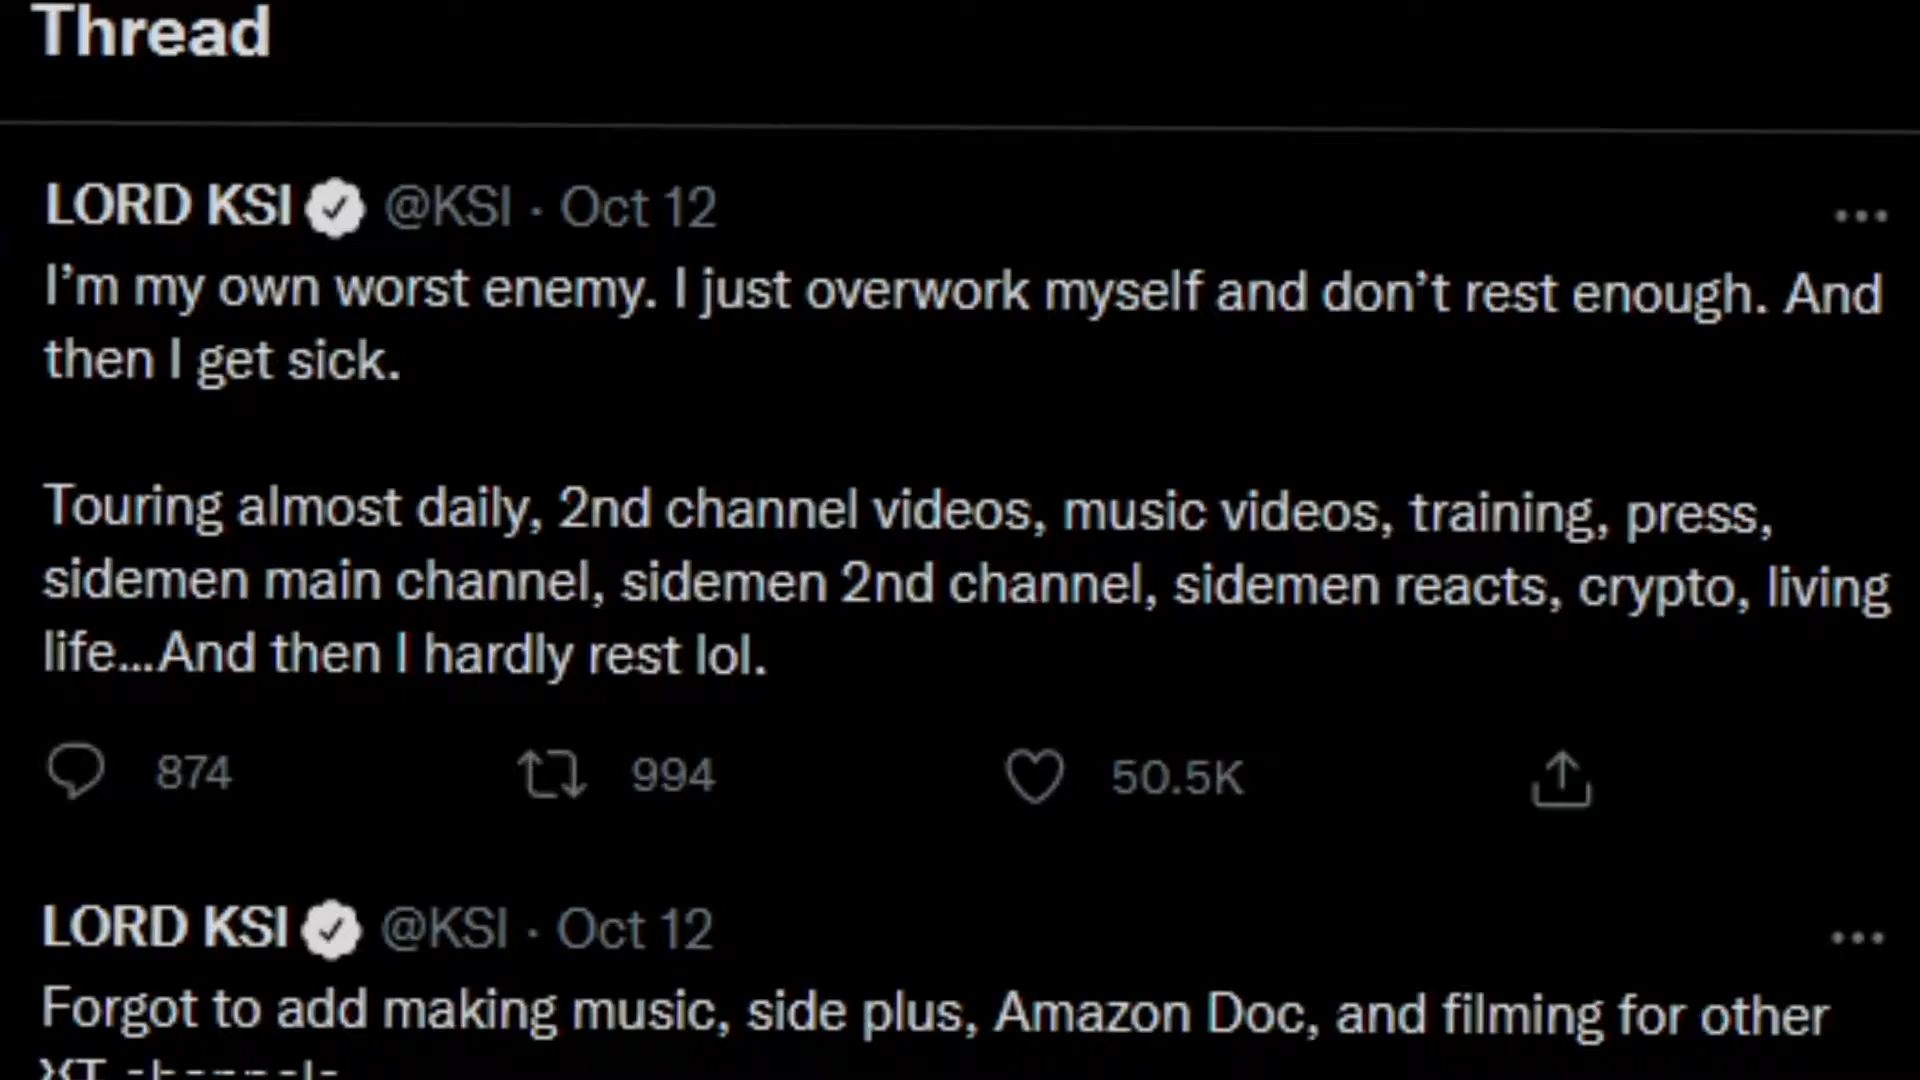 Thread
LORD KSI @KSI · Oct 12
I’m my own worst enemy. I just overwork myself and don’t rest enough. And
then I get sick.
Touring almost daily, 2nd channel videos, music videos, training, press,
sidemen main channel, sidemen 2nd channel, sidemen reacts, crypto, living
life...And then I hardly rest lol.
874 994 50.5K
LORD KSI @KSI · Oct 12
Forgot to add making music, side plus, Amazon Doc, and filming for other